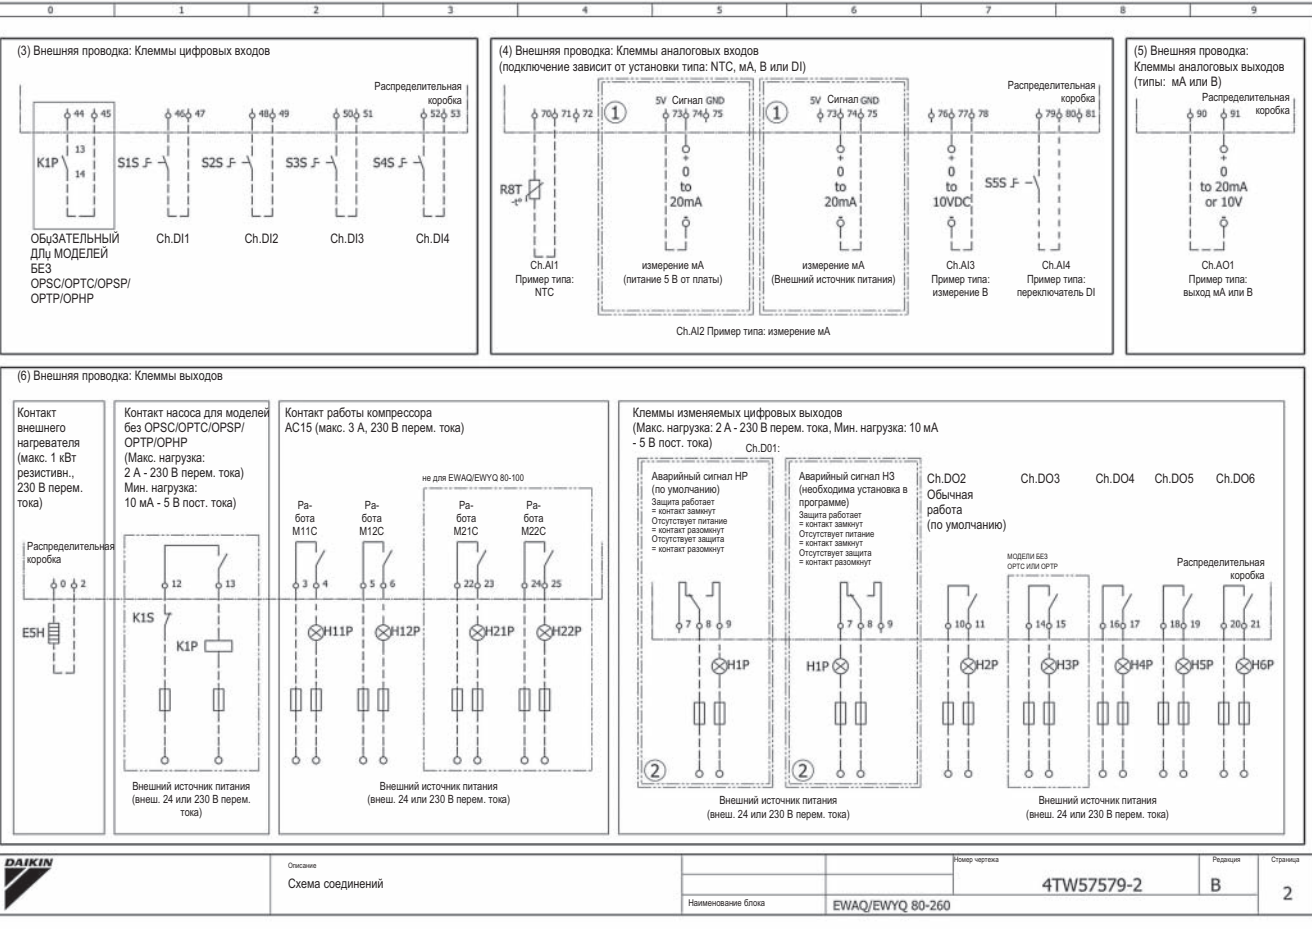 0 1 2 3 4 5 6 7 8 9
(3) Внешняя проводка: Клеммы цифровых входов
Распределительная
коробка
44 45 46 47 48 49 50 51 52 53
K1P 13 14 S1S S2S S3S S4S
ОБџЗАТЕЛЬНЫЙ
ДЛџ МОДЕЛЕЙ
БЕЗ
OPSC/OPTC/OPSP/
OPTP/OPHP
Ch.DI1 Ch.DI2 Ch.DI3 Ch.DI4
(4) Внешняя проводка: Клеммы аналоговых входов
(подключение зависит от установки типа: NTC, мА, В или DI)
Распределительная
коробка
1 5V Сигнал GND
1 5V Сигнал GND
70 71 72 73 74 75 73 74 75 76 77 78 79 80 81
R8T
-t°
+
0
to
20mA
-
+
0
to
20mA
-
+
0
to
10VDC
-
S5S
Ch.AI1
Пример типа:
NTC
измерение мА
(питание 5 В от платы)
измерение мА
(Внешний источник питания)
Ch.AI3
Пример типа:
измерение В
Ch.AI4
Пример типа:
переключатель DI
Ch.AI2 Пример типа: измерение мА
(5) Внешняя проводка:
Клеммы аналоговых выходов
(типы: мА или В)
Распределительная
коробка
90 91
+
0
to 20mA
or 10V
-
Ch.AO1
Пример типа:
выход мА или В
(6) Внешняя проводка: Клеммы выходов
Контакт
внешнего
нагревателя
(макс. 1 кВт
резистивн.,
230 В перем.
тока)
Распределительная
коробка
0 2
E5H
Контакт насоса для моделей
без OPSC/OPTC/OPSP/
OPTP/OPHP
(Макс. нагрузка:
2 А - 230 В перем. тока)
Мин. нагрузка:
10 мА - 5 В пост. тока)
12 13
K1S
K1P
Внешний источник питания
(внеш. 24 или 230 В перем.
тока)
Контакт работы компрессора
AC15 (макс. 3 А, 230 В перем. тока)
не для EWAQ/EWYQ 80-100
Ра-
бота
M11C
Ра-
бота
M12C
Ра-
бота
M21C
Ра-
бота
M22C
3 4 5 6 22 23 24 25
H11P H12P H21P H22P
Внешний источник питания
(внеш. 24 или 230 В перем. тока)
Клеммы изменяемых цифровых выходов
(Макс. нагрузка: 2 А - 230 В перем. тока, Мин. нагрузка: 10 мА
- 5 В пост. тока)
Ch.D01:
Аварийный сигнал НР
(по умолчанию)
Защита работает
= контакт замкнут
Отсутствует питание
= контакт разомкнут
Отсутствует защита
= контакт разомкнут
Аварийный сигнал НЗ
(необходима установка в
программе)
Защита работает
= контакт замкнут
Отсутствует питание
= контакт замкнут
Отсутствует защита
= контакт разомкнут
Ch.DO2
Обычная
работа
(по умолчанию)
Ch.DO3 Ch.DO4 Ch.DO5 Ch.DO6
МОДЕЛИ БЕЗ
OPTC ИЛИ OPTP
Распределительная
коробка
7 8 9 7 8 9 10 11 14 15 16 17 18 19 20 21
H1P H1P H2P H3P H4P H5P H6P
2 2
Внешний источник питания
(внеш. 24 или 230 В перем. тока)
Внешний источник питания
(внеш. 24 или 230 В перем. тока)
DAIKIN
Описание
Схема соединений
Наименование блока
EWAQ/EWYQ 80-260
Номер чертежа
4TW57579-2
Редакция
B
Страница
2